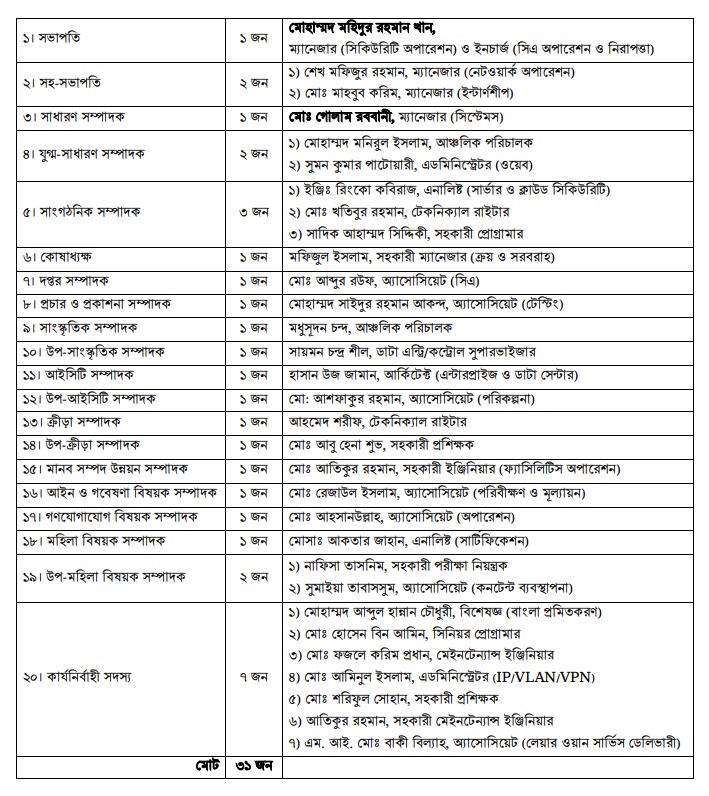 ১। সভাপতি ১ জন মোহাম্মদ মহিদুর রহমান খান,
ম্যানেজার (সিকিউরিটি অপারেশন) ও ইনচার্জ (সিএ অপারেশন ও নিরাপত্তা)
২। সহ-সভাপতি ২ জন ১) শেখ মফিজুর রহমান, ম্যানেজার (নেটওয়ার্ক অপারেশন)
২) মোঃ মাহবুব করিম, ম্যানেজার (ইন্টার্ণশীপ)
৩। সাধারণ সম্পাদক ১ জন মোঃ গোলাম রববানী, ম্যানেজার (সিস্টেমস)
৪। যুগ্ম-সাধারণ সম্পাদক ২ জন ১) মোহাম্মদ মনিরুল ইসলাম, আঞ্চলিক পরিচালক
২) সুমন কুমার পাটোয়ারী, এডমিনিস্ট্রেটর (ওয়েব)
৫। সাংগঠনিক সম্পাদক ৩ জন ১) ইঞ্জিঃ রিংকো কবিরাজ, এনালিষ্ট (সার্ভার ও ক্লাউড সিকিউরিটি)
২) মোঃ খতিবুর রহমান, টেকনিক্যাল রাইটার
৩) সাদিক আহাম্মদ সিদ্দিকী, সহকারী প্রোগ্রামার
৬। কোষাধ্যক্ষ ১ জন মফিজুল ইসলাম, সহকারী ম্যানেজার (ক্রয় ও সরবরাহ)
৭। দপ্তর সম্পাদক ১ জন মোঃ আব্দুর রউফ, অ্যাসোসিয়েট (সিএ)
৮। প্রচার ও প্রকাশনা সম্পাদক ১ জন মোহাম্মদ সাইদুর রহমান আকন্দ, অ্যাসোসিয়েট (টেস্টিং)
৯। সাংস্কৃতিক সম্পাদক ১ জন মধুসূদন চন্দ, আঞ্চলিক পরিচালক
১০। উপ-সাংস্কৃতিক সম্পাদক ১ জন সায়মন চন্দ্র শীল, ডাটা এন্ট্রি/কন্ট্রোল সুপারভাইজার
১১। আইসিটি সম্পাদক ১ জন হাসান উজ জামান, আর্কিটেক্ট (এন্টারপ্রাইজ ও ডাটা সেন্টার)
১২। উপ-আইসিটি সম্পাদক ১ জন মো: আশফাকুর রহমান, অ্যাসোসিয়েট (পরিকল্পনা)
১৩। ক্রীড়া সম্পাদক ১ জন আহমেদ শরীফ, টেকনিক্যাল রাইটার
১৪। উপ-ক্রীড়া সম্পাদক ১ জন মোঃ আবু হেনা শুভ, সহকারী প্রশিক্ষক
১৫। মানব সম্পদ উন্নয়ন সম্পাদক ১ জন মোঃ আতিকুর রহমান, সহকারী ইঞ্জিনিয়ার (ফ্যাসিলিটিস অপারেশন)
১৬। আইন ও গবেষণা বিষয়ক সম্পাদক ১ জন মোঃ রেজাউল ইসলাম, অ্যাসোসিয়েট (পরিবীক্ষণ ও মূল্যায়ন)
১৭। গণযোগাযোগ বিষয়ক সম্পাদক ১ জন মোঃ আহসানউল্লাহ, অ্যাসোসিয়েট (অপারেশন)
১৮। মহিলা বিষয়ক সম্পাদক ১ জন মোসাঃ আকতার জাহান, এনালিষ্ট (সার্টিফিকেশন)
১৯। উপ-মহিলা বিষয়ক সম্পাদক ২ জন ১) নাফিসা তাসনিম, সহকারী পরীক্ষা নিয়ন্ত্রক
২) সুমাইয়া তাবাসসুম, অ্যাসোসিয়েট (কনটেন্ট ব্যবস্থাপনা)
২০। কার্যনির্বাহী সদস্য ৭ জন ১) মোহাম্মদ আব্দুল হান্নান চৌধুরী, বিশেষজ্ঞ (বাংলা প্রমিতকরণ)
২) মোঃ হোসেন বিন আমিন, সিনিয়র প্রোগ্রামার
৩) মোঃ ফজলে করিম প্রধান, মেইনটেন্যান্স ইঞ্জিনিয়ার
৪) মোঃ আমিনুল ইসলাম, এডমিনিস্ট্রেটর (IP/VLAN/VPN)
৫) মোঃ শরিফুল সোহান, সহকারী প্রশিক্ষক
৬) আতিকুর রহমান, সহকারী মেইনটেন্যান্স ইঞ্জিনিয়ার
৭) এম. আই. মোঃ বাকী বিল্যাহ, অ্যাসোসিয়েট (লেয়ার ওয়ান সার্ভিস ডেলিভারী)
মোট ৩১ জন